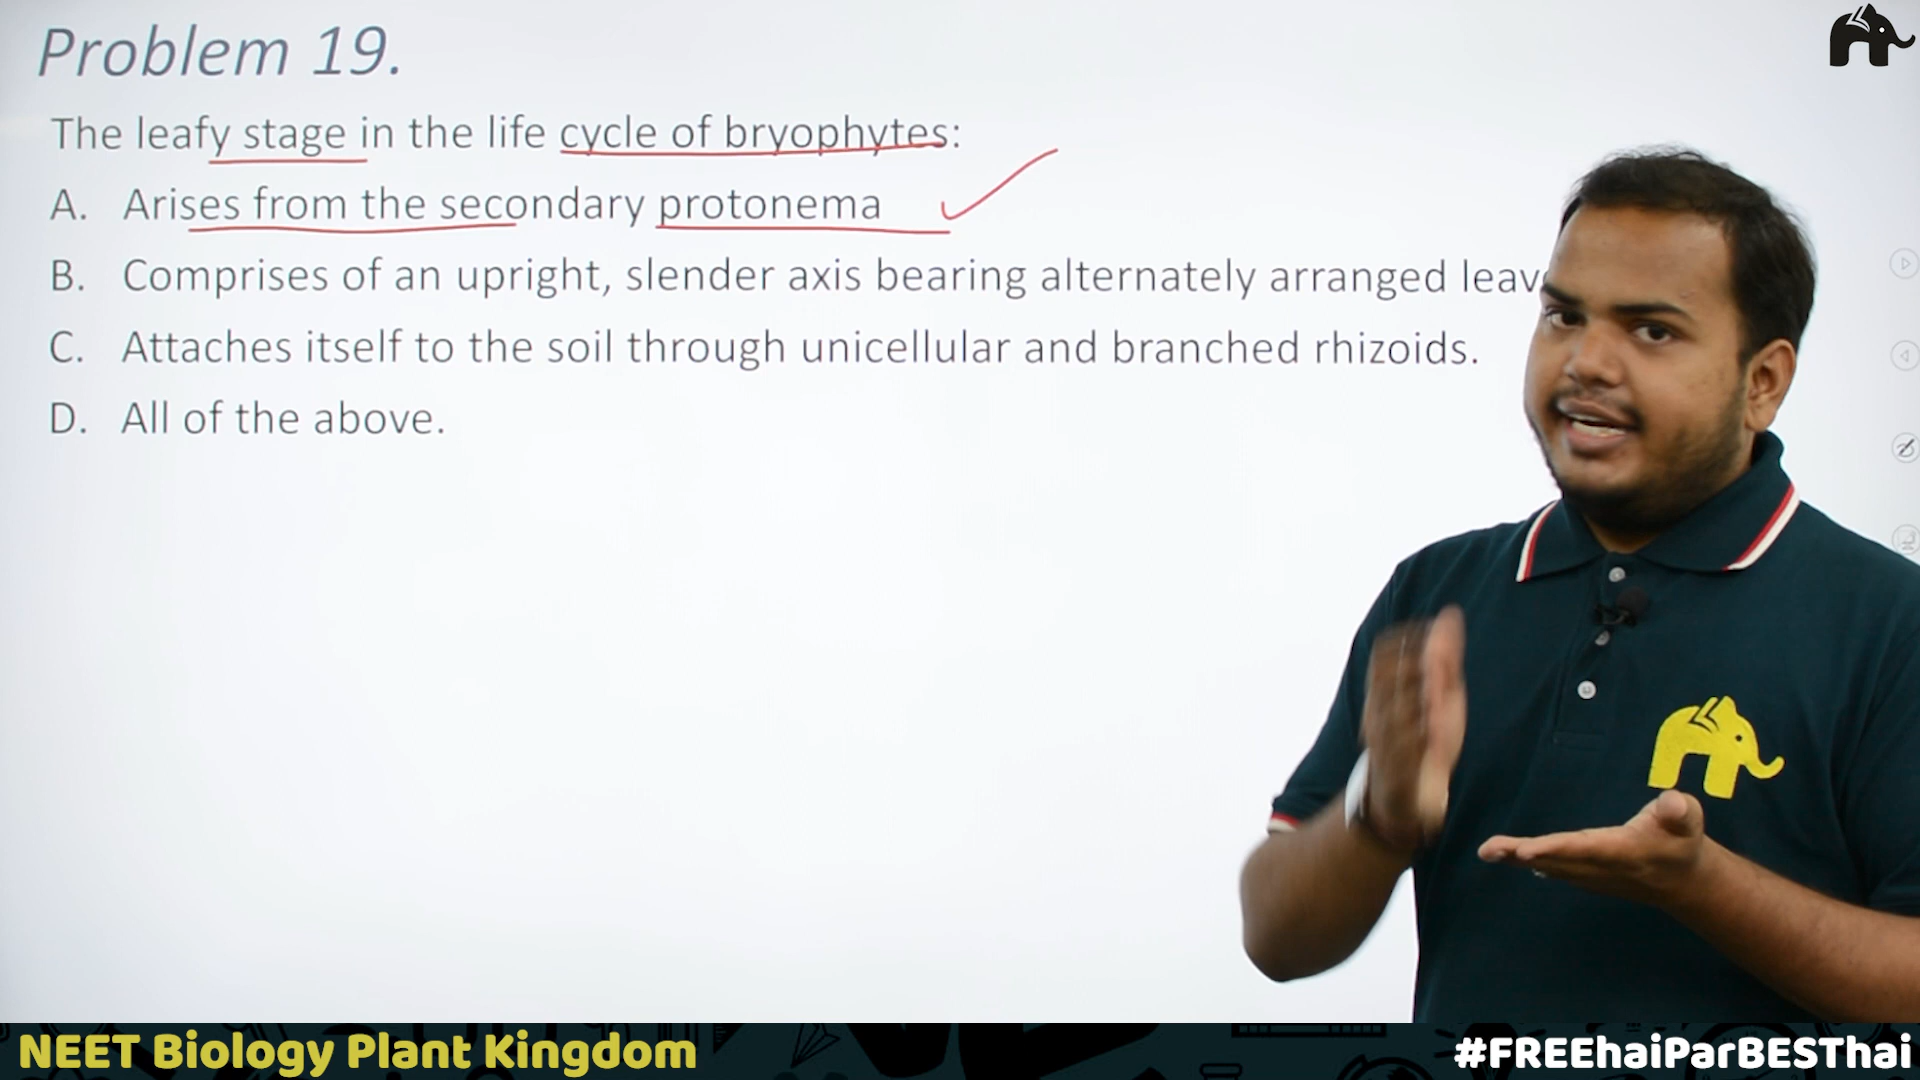 Problem 19.
The leafy stage in the life cycle of bryophytes:
A. Arises from the secondary protonema
B. Comprises of an upright, slender axis bearing alternately arranged
C. Attaches itself to the soil through unicellular and branched rhizoids.
D. All of the above.
NEET Biology Plant Kingdom
#FREEhaiParBESThai